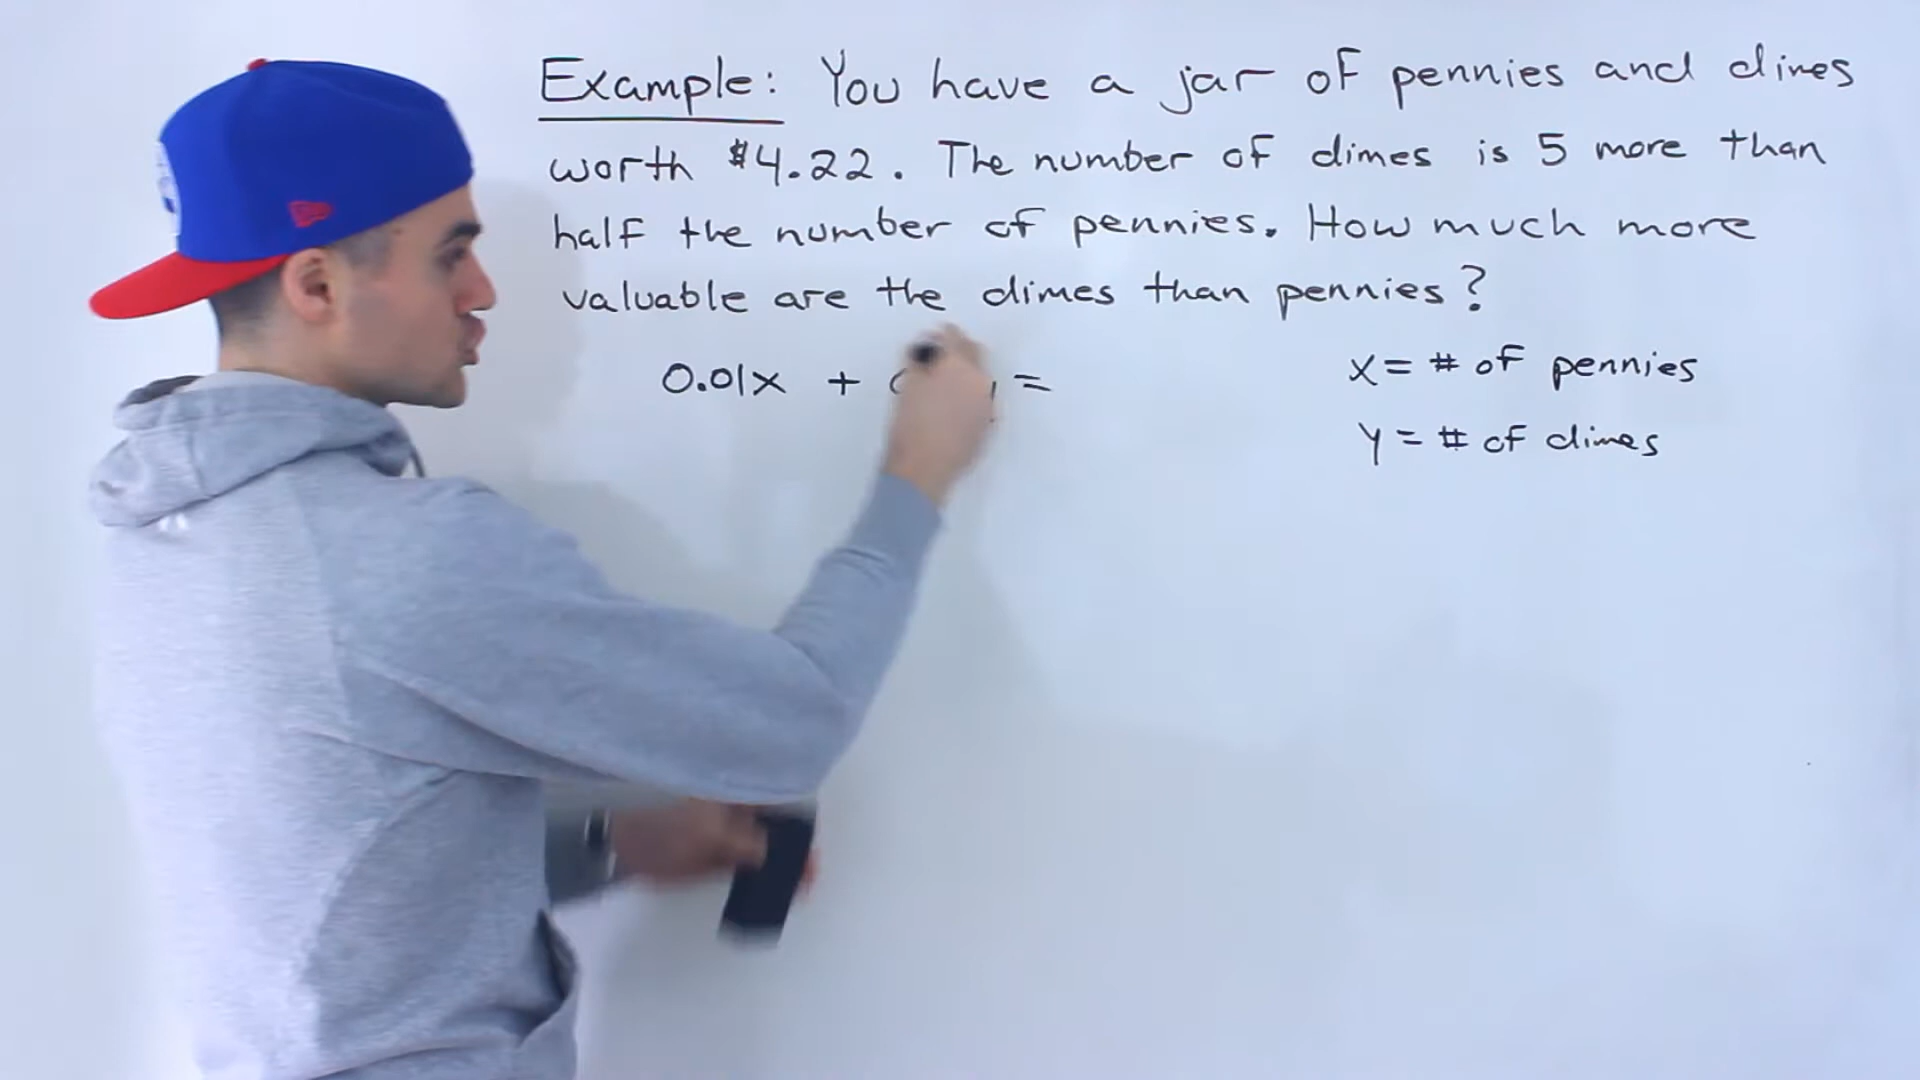 Example: You have a jar of pennies and dimes
worth $4.22. The number of dimes is 5 more than
half the number of pennies. How much more
valuable are the dimes than pennies?
0.01x + =
x = # of pennies
y = # of dimes